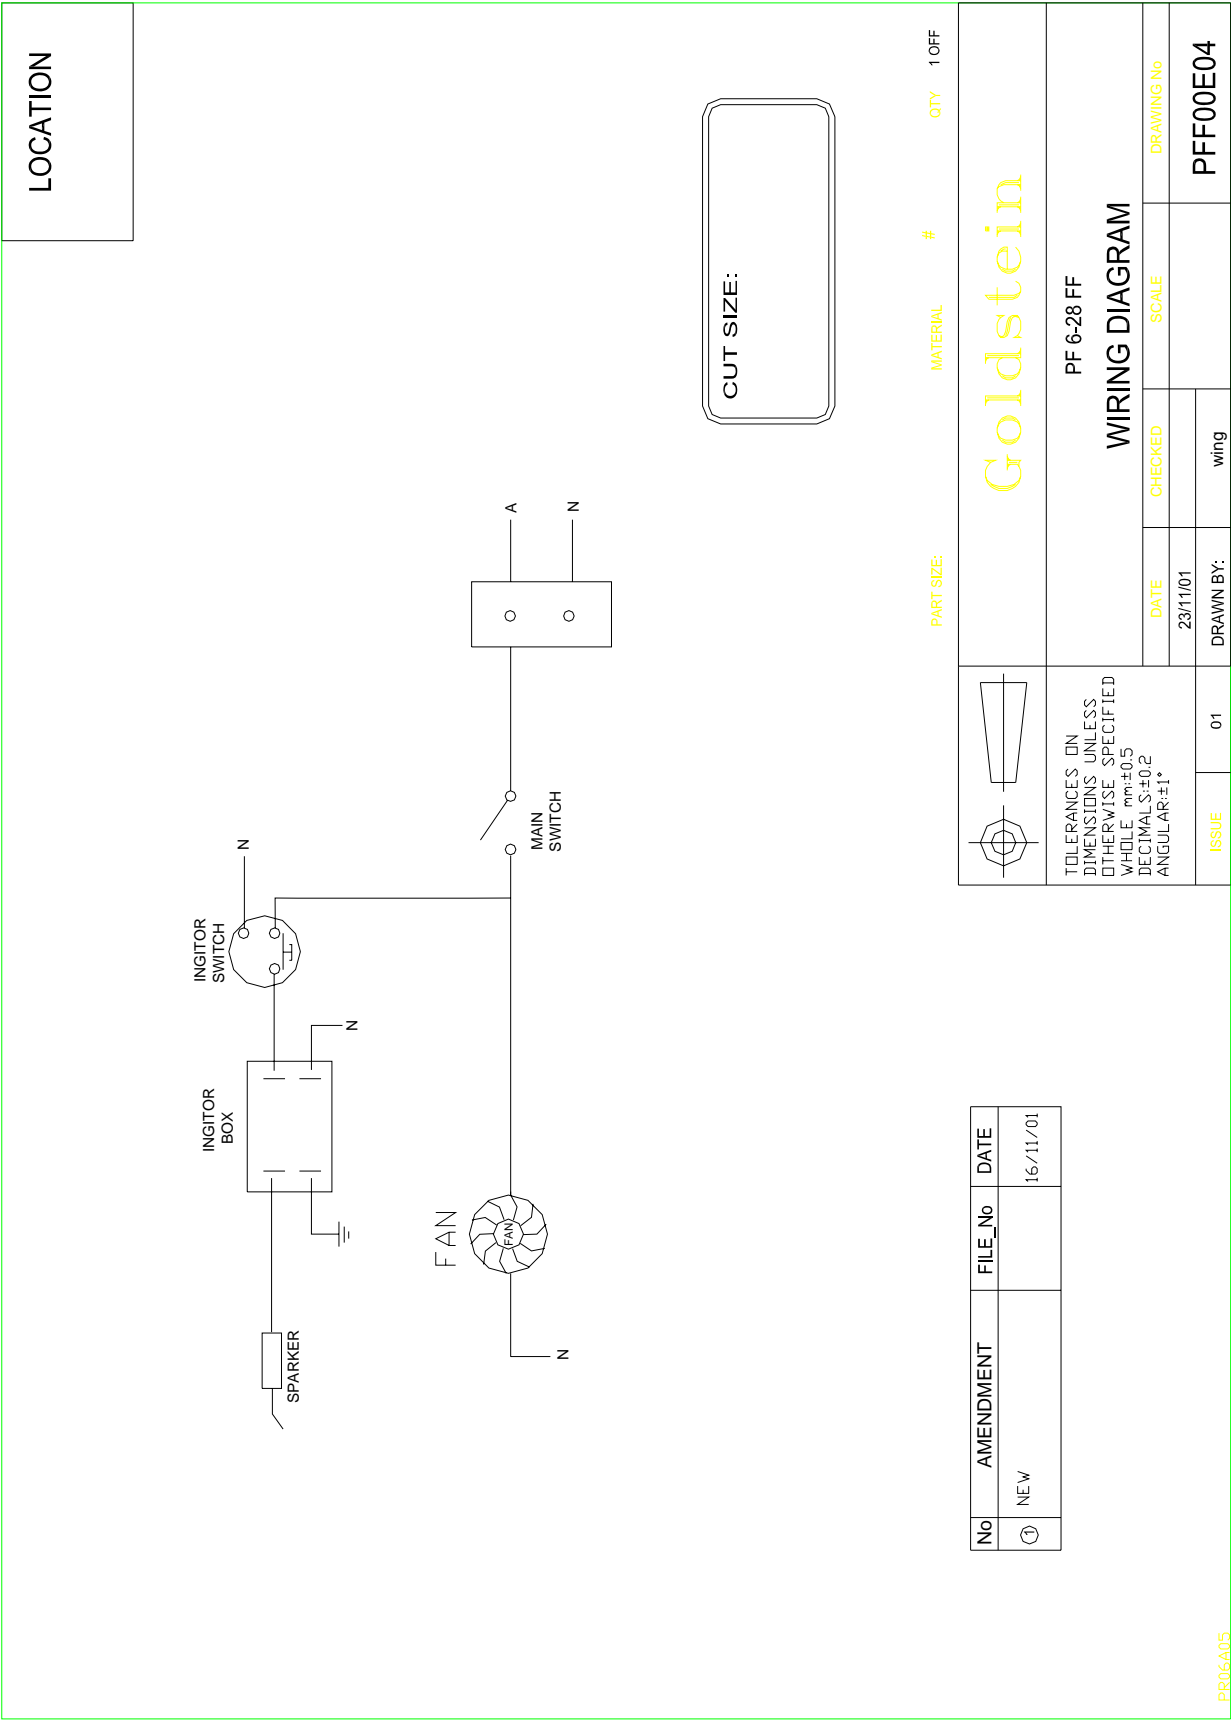 LOCATION
N
INGITOR
SWITCH
INGITOR
BOX
N
SPARKER
FAN
FAN
N
MAIN
SWITCH
A
N
CUT SIZE:
PART SIZE:
MATERIAL
#
QTY
1 OFF
Goldstein
PF 6-28 FF
WIRING DIAGRAM
TOLERANCES ON
DIMENSIONS UNLESS
OTHERWISE SPECIFIED
WHOLE mm:±0.5
DECIMALS:±0.2
ANGULAR:±1°
DATE
CHECKED
SCALE
DRAWING No
23/11/01
PFF00E04
ISSUE
01
DRAWN BY:
wing
No AMENDMENT FILE_No DATE
1 NEW 16/11/01
PR06A05